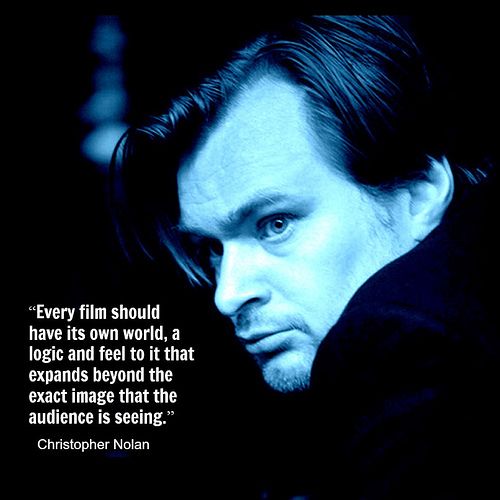 “Every film should
have its own world, a
logic and feel to it that
expands beyond the
exact image that the
audience is seeing.”
Christopher Nolan